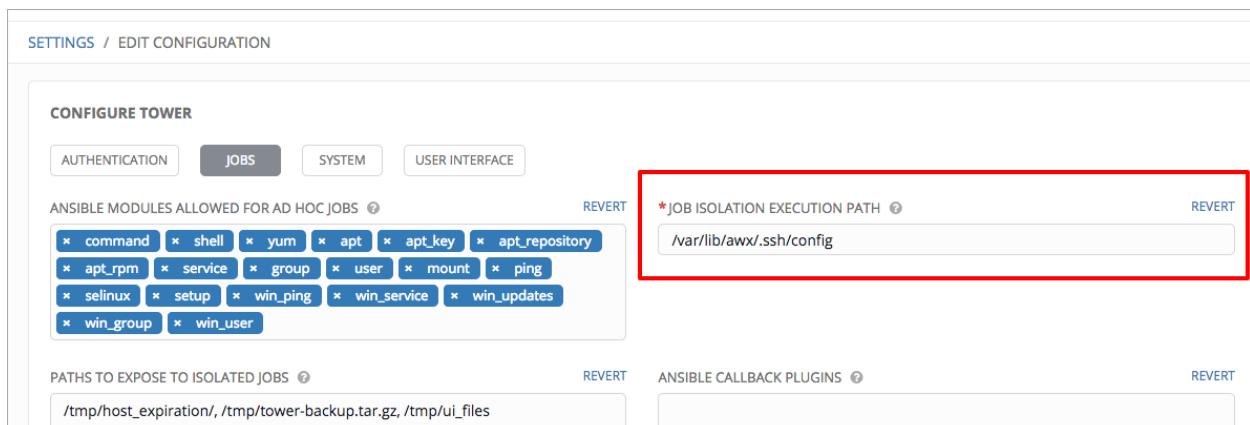 SETTINGS / EDIT CONFIGURATION
CONFIGURE TOWER
AUTHENTICATION JOBS SYSTEM USER INTERFACE
ANSIBLE MODULES ALLOWED FOR AD HOC JOBS ? REVERT
× command × shell × yum × apt × apt_key × apt_repository
× apt_rpm × service × group × user × mount × ping
× selinux × setup × win_ping × win_service × win_updates
× win_group × win_user
* JOB ISOLATION EXECUTION PATH ? REVERT
/var/lib/awx/.ssh/config
PATHS TO EXPOSE TO ISOLATED JOBS ? REVERT
/tmp/host_expiration/, /tmp/tower-backup.tar.gz, /tmp/ui_files
ANSIBLE CALLBACK PLUGINS ? REVERT